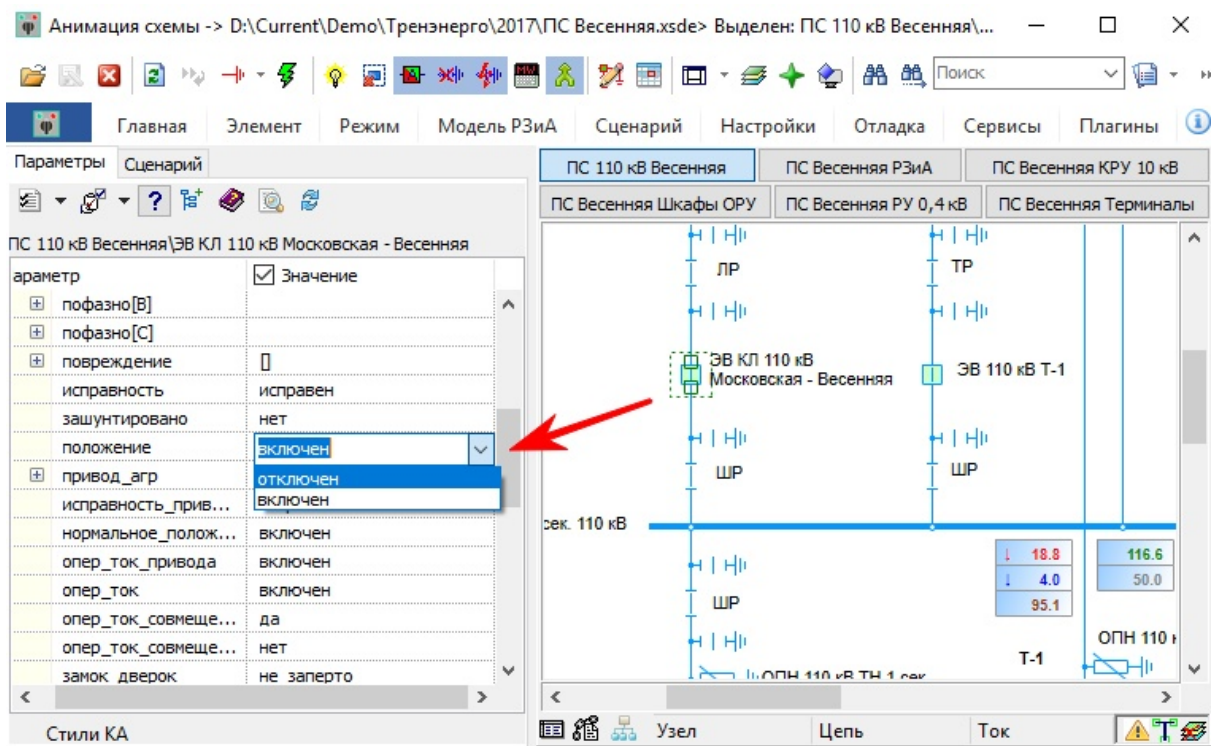 Анимация схемы -> D:\Current\Demo\Тренэнерго\2017\ПС Весенняя.xsde> Выделен: ПС 110 кВ Весенняя\...
MW
Поиск
Главная Элемент Режим Модель РЗиА Сценарий Настройки Отладка Сервисы Плагины
Параметры Сценарий
ПС 110 кВ Весенняя\ЭВ КЛ 110 кВ Московская - Весенняя
араметр Значение
пофазно[B]
пофазно[C]
повреждение []
исправность исправен
зашунтировано нет
положение включен
отключен
включен
привод_агр
исправность_прив...
нормальное_полож... включен
опер_ток_привода включен
опер_ток включен
опер_ток_совмеще... да
опер_ток_совмеще... нет
замок_дверок не_заперто
Стили КА
ПС 110 кВ Весенняя ПС Весенняя РЗиА ПС Весенняя КРУ 10 кВ
ПС Весенняя Шкафы ОРУ ПС Весенняя РУ 0,4 кВ ПС Весенняя Терминалы
ЛР ТР
ЭВ КЛ 110 кВ
Московская - Весенняя
ЭВ 110 кВ Т-1
ШР ШР
сек. 110 кВ
↓ 18.8
↓ 4.0
95.1
116.6
50.0
ШР
Т-1
ОПН 110 к
ОПН 110 кВ ТН 1 сек.
Узел Цепь Ток